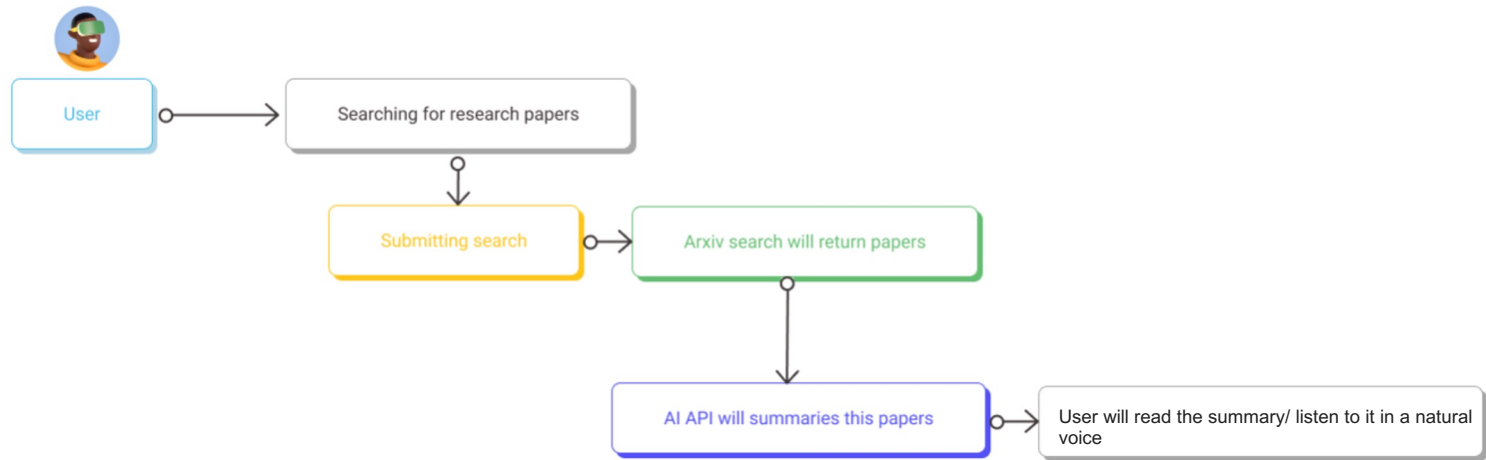 User
Searching for research papers
Submitting search
Arxiv search will return papers
AI API will summaries this papers
User will read the summary/ listen to it in a natural
voice